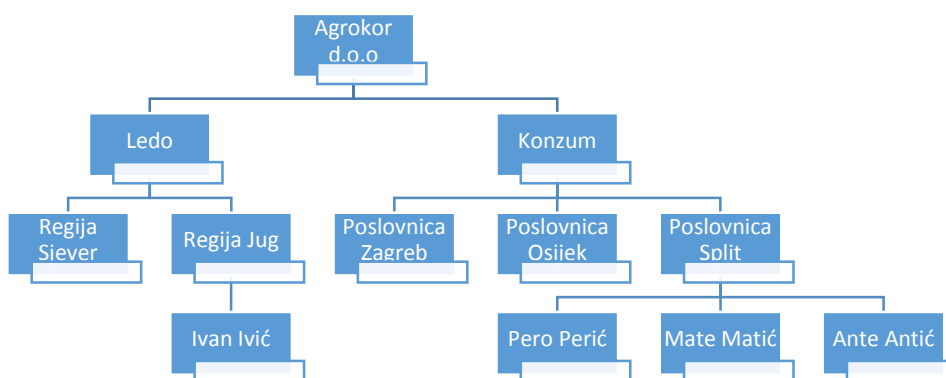 Agrokor
d.o.o
Ledo
Konzum
Regija
Sjever
Regija Jug
Poslovnica
Zagreb
Poslovnica
Osijek
Poslovnica
Split
Ivan Ivić
Pero Perić
Mate Matić
Ante Antić